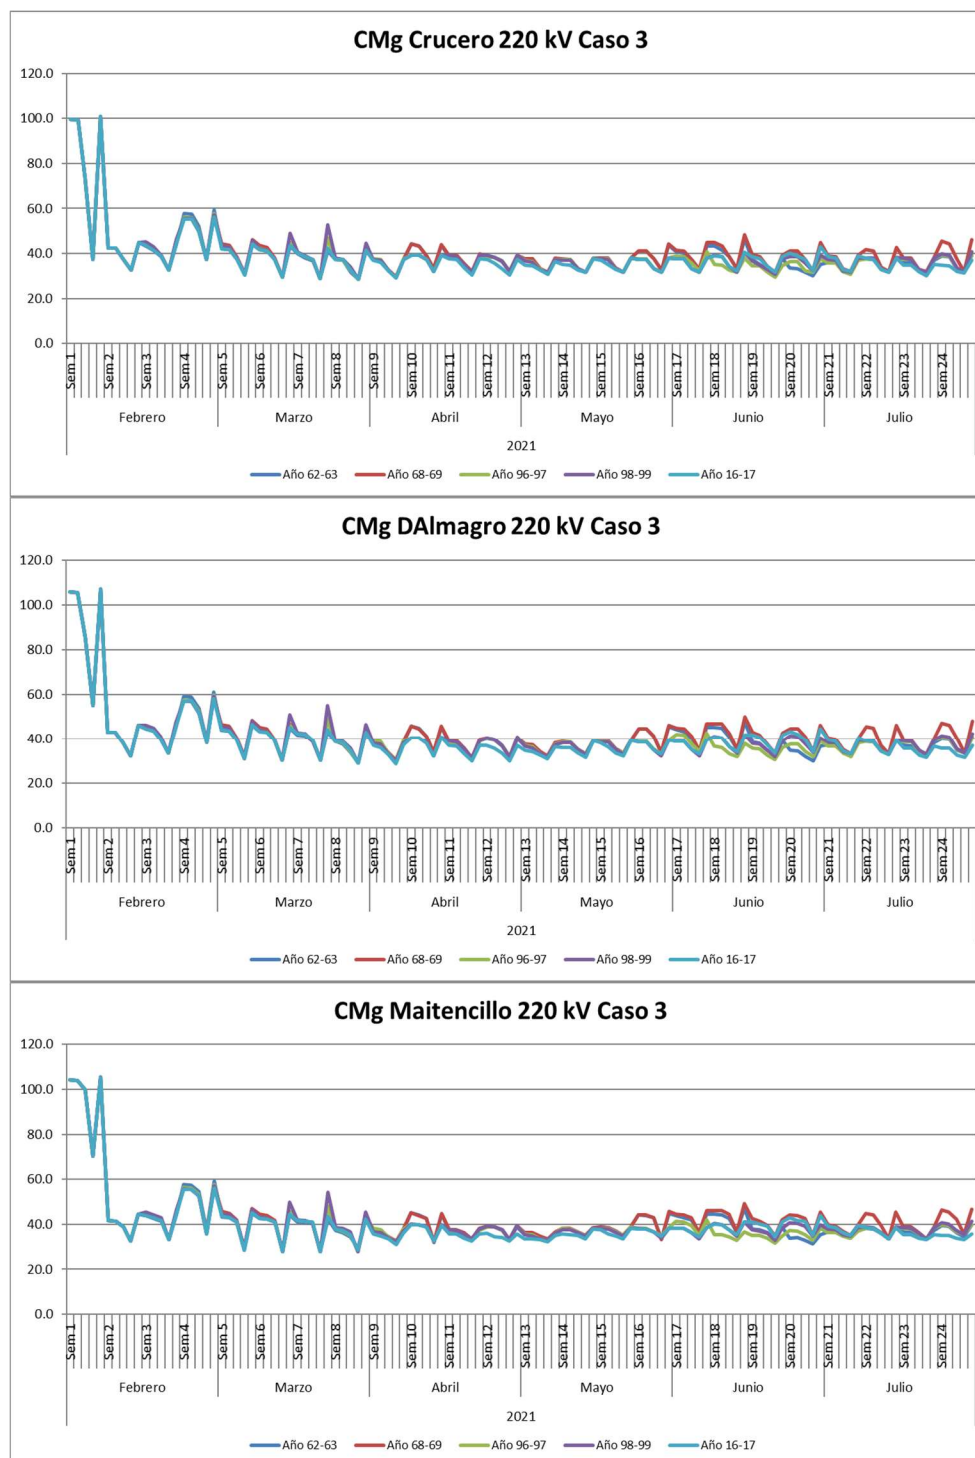 CMg Crucero 220 kV Caso 3
120.0
100.0
80.0
60.0
40.0
20.0
0.0
Sem 1 Sem 2 Sem 3 Sem 4 Sem 5 Sem 6 Sem 7 Sem 8 Sem 9 Sem 10 Sem 11 Sem 12 Sem 13 Sem 14 Sem 15 Sem 16 Sem 17 Sem 18 Sem 19 Sem 20 Sem 21 Sem 22 Sem 23 Sem 24
Febrero Marzo Abril Mayo Junio Julio
2021
Año 62-63 Año 68-69 Año 96-97 Año 98-99 Año 16-17
CMg DAlmagro 220 kV Caso 3
120.0
100.0
80.0
60.0
40.0
20.0
0.0
Sem 1 Sem 2 Sem 3 Sem 4 Sem 5 Sem 6 Sem 7 Sem 8 Sem 9 Sem 10 Sem 11 Sem 12 Sem 13 Sem 14 Sem 15 Sem 16 Sem 17 Sem 18 Sem 19 Sem 20 Sem 21 Sem 22 Sem 23 Sem 24
Febrero Marzo Abril Mayo Junio Julio
2021
Año 62-63 Año 68-69 Año 96-97 Año 98-99 Año 16-17
CMg Maitencillo 220 kV Caso 3
120.0
100.0
80.0
60.0
40.0
20.0
0.0
Sem 1 Sem 2 Sem 3 Sem 4 Sem 5 Sem 6 Sem 7 Sem 8 Sem 9 Sem 10 Sem 11 Sem 12 Sem 13 Sem 14 Sem 15 Sem 16 Sem 17 Sem 18 Sem 19 Sem 20 Sem 21 Sem 22 Sem 23 Sem 24
Febrero Marzo Abril Mayo Junio Julio
2021
Año 62-63 Año 68-69 Año 96-97 Año 98-99 Año 16-17